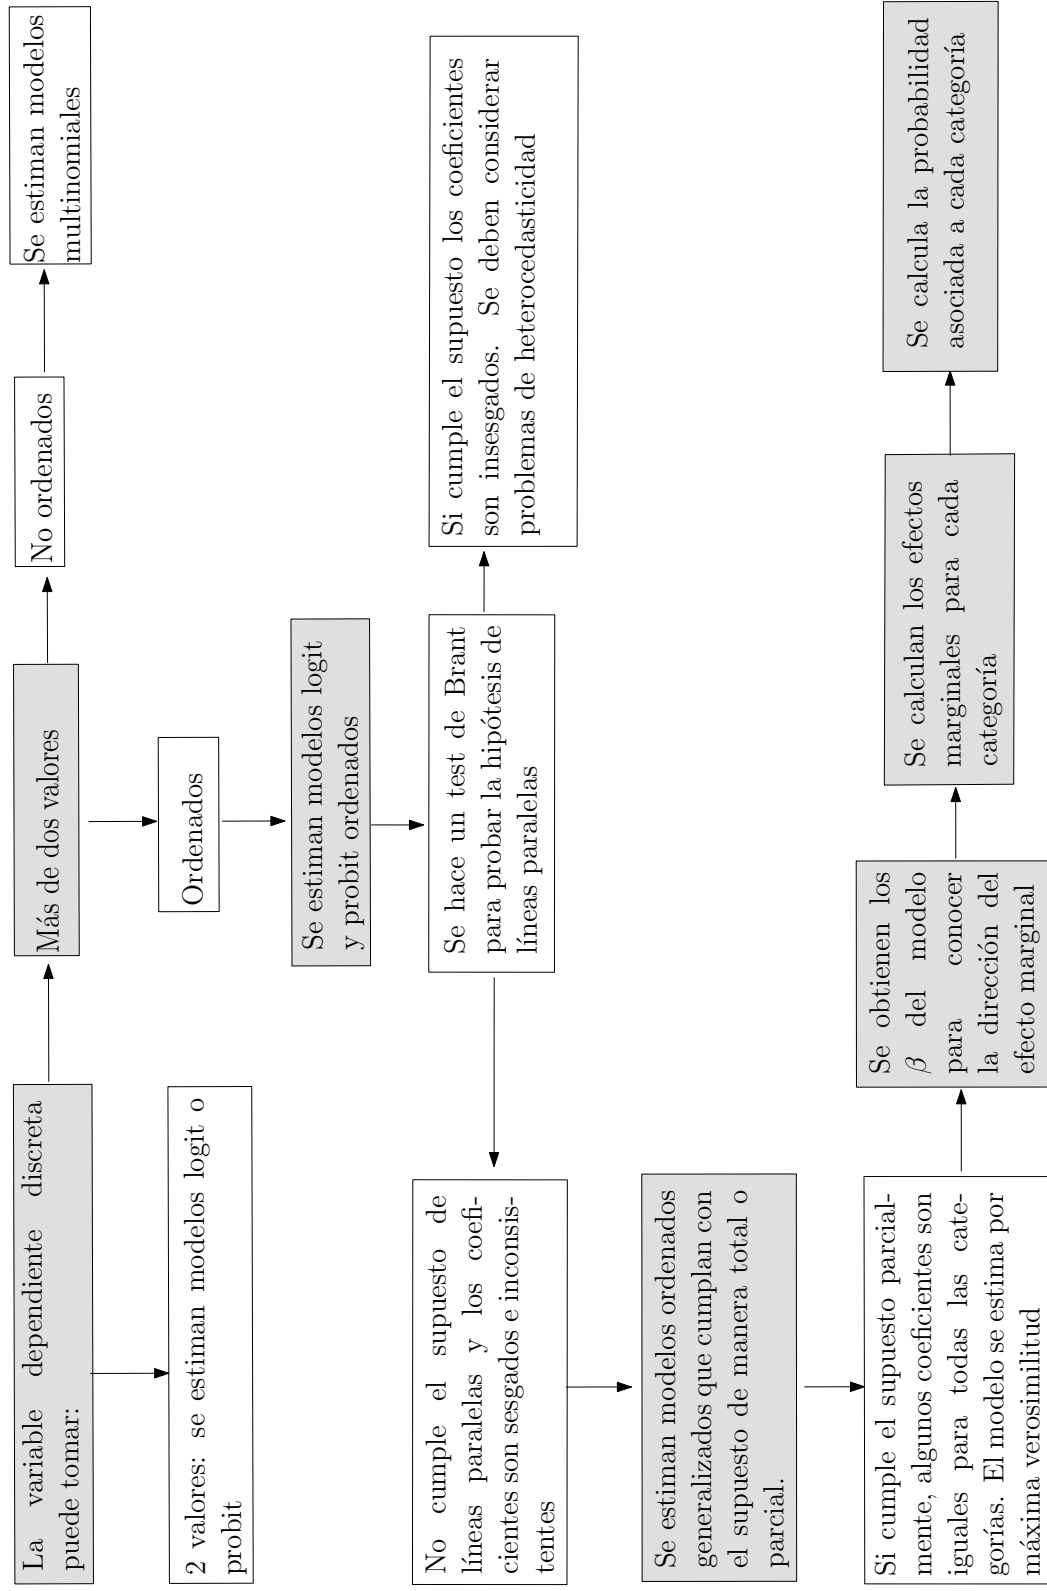 La variable dependiente discreta
puede tomar:
2 valores: se estiman modelos logit o
probit
Más de dos valores
No ordenados
Se estiman modelos
multinomiales
Ordenados
Se estiman modelos logit
y probit ordenados
Se hace un test de Brant
para probar la hipótesis de
líneas paralelas
Si cumple el supuesto los coeficientes
son insesgados. Se deben considerar
problemas de heterocedasticidad
No cumple el supuesto de
líneas paralelas y los coefi-
cientes son sesgados e inconsis-
tentes
Se estiman modelos ordenados
generalizados que cumplan con
el supuesto de manera total o
parcial.
Si cumple el supuesto parcial-
mente, algunos coeficientes son
iguales para todas las cate-
gorías. El modelo se estima por
máxima verosimilitud
Se obtienen los
β del modelo
para conocer
la dirección del
efecto marginal
Se calculan los efectos
marginales para cada
categoría
Se calcula la probabilidad
asociada a cada categoría